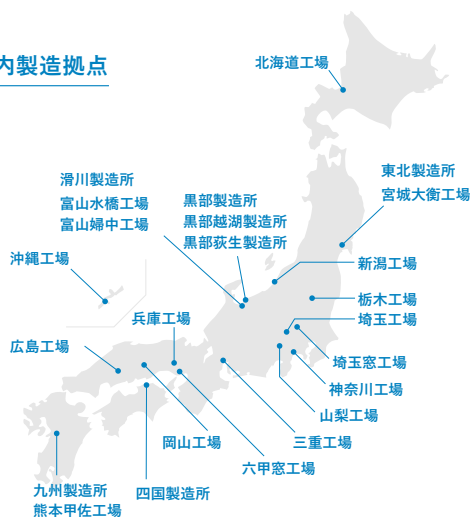 内製造拠点
北海道工場
東北製造所
宮城大衡工場
滑川製造所
富山水橋工場
富山婦中工場
黒部製造所
黒部越湖製造所
黒部荻生製造所
沖縄工場
新潟工場
栃木工場
埼玉工場
兵庫工場
広島工場
埼玉窓工場
神奈川工場
山梨工場
岡山工場
三重工場
六甲窓工場
九州製造所
熊本甲佐工場
四国製造所